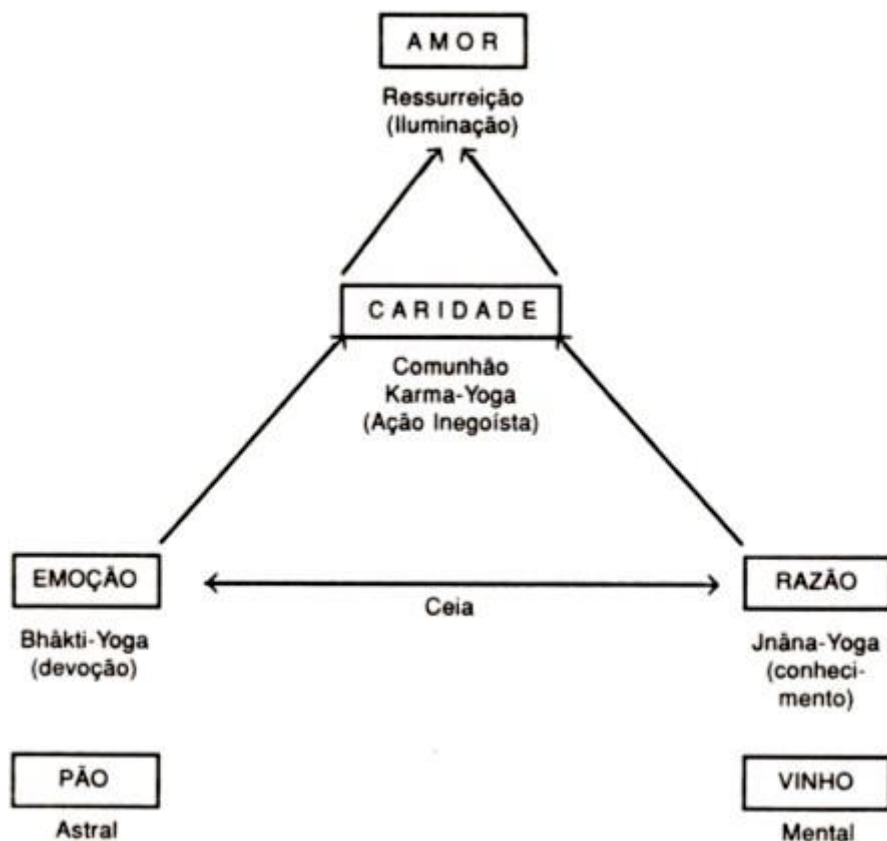 AMOR
Ressurreição
(Iluminação)
CARIDADE
Comunhão
Karma-Yoga
(Ação Inegoísta)
EMOÇÃO
Ceia
RAZÃO
Bhâkti-Yoga
(devoção)
Jnâna-Yoga
(conheci-
mento)
PÃO
Astral
VINHO
Mental